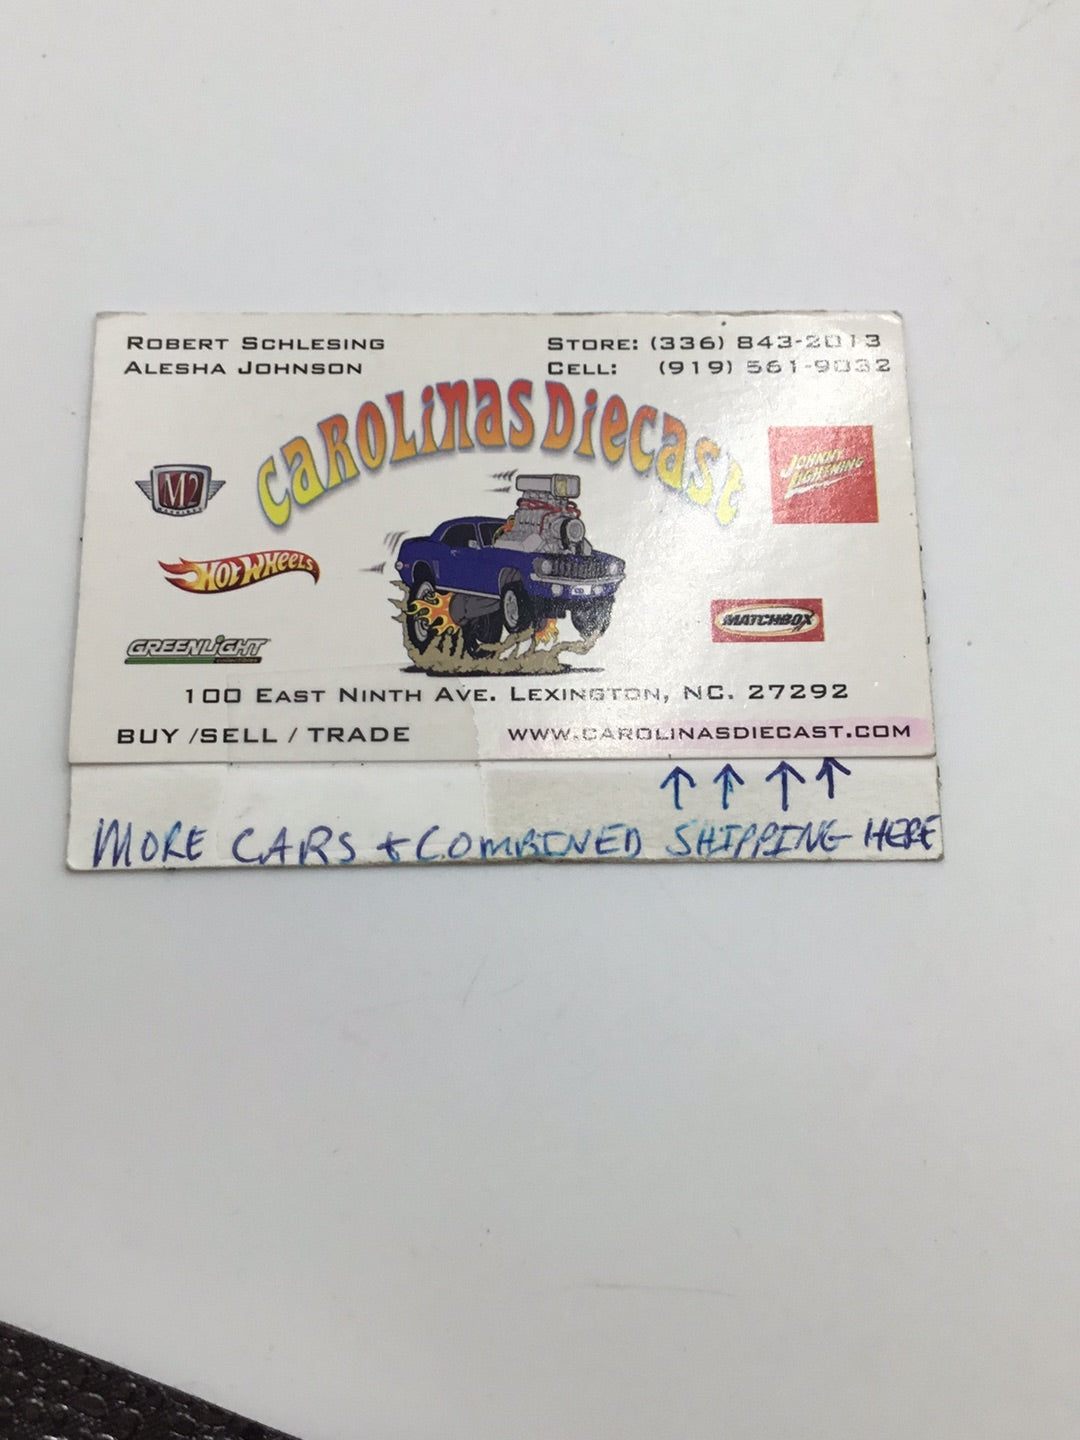 ROBERT SCHLESING
ALESHA JOHNSON
STORE: (336) 843-2013
CELL: (919) 561-9032
CAROLiNAS DiECAST
M2
MACHINES
JOHNNY
LIGHTNING
HOT WHEELS
MATCHBOX
GREENLiGHT
100 EAST NINTH AVE. LEXINGTON, NC. 27292
BUY /SELL / TRADE
WWW.CAROLINASDIECAST.COM
MORE CARS + COMBINED SHIPPING HERE